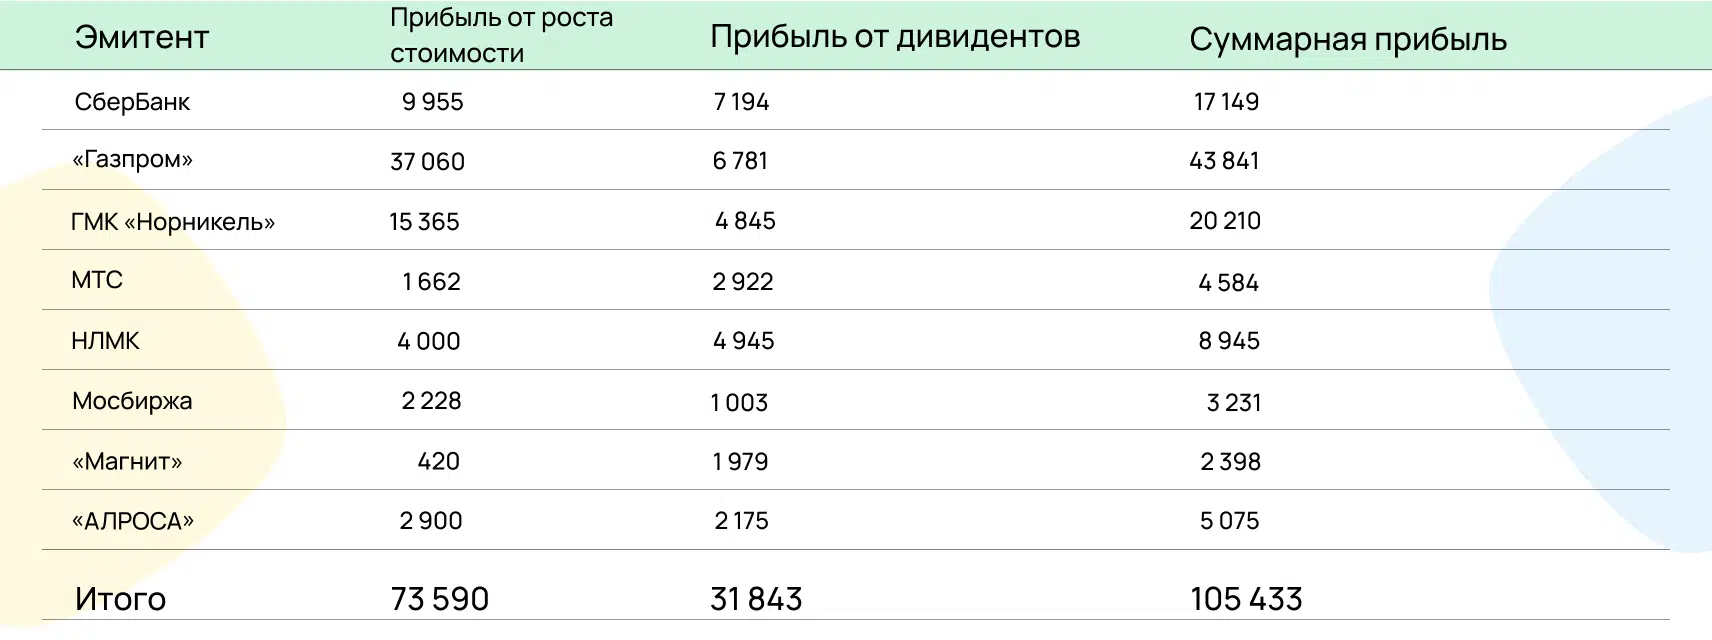 Эмитент Прибыль от роста стоимости Прибыль от дивидентов Суммарная прибыль
СберБанк 9 955 7 194 17 149
«Газпром» 37 060 6 781 43 841
ГМК «Норникель» 15 365 4 845 20 210
МТС 1 662 2 922 4 584
НЛМК 4 000 4 945 8 945
Мосбиржа 2 228 1 003 3 231
«Магнит» 420 1 979 2 398
«АЛРОСА» 2 900 2 175 5 075
Итого 73 590 31 843 105 433